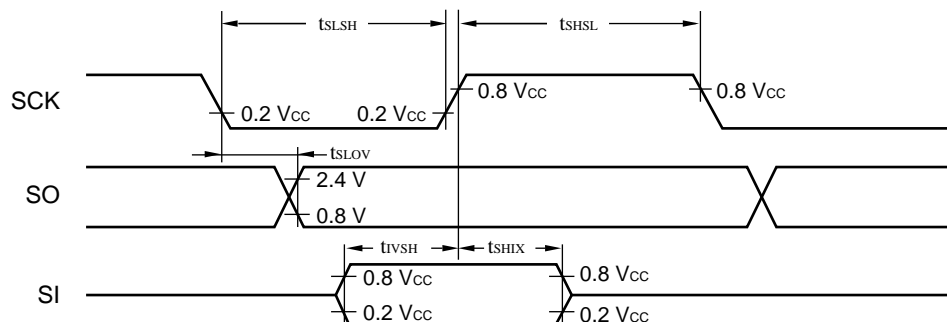 tSLSH tSHSL
SCK 0.2 VCC 0.2 VCC 0.8 VCC 0.8 VCC
tSLOV
SO 2.4 V
0.8 V
tIVSH tSHIX
0.8 VCC 0.8 VCC
SI
0.2 VCC 0.2 VCC